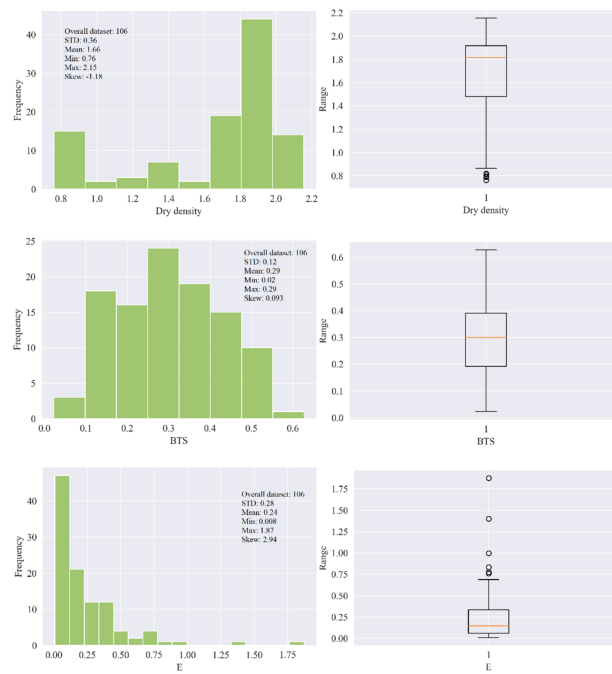 Overall dataset: 106
STD: 0.36
Mean: 1.66
Min: 0.76
Max: 2.15
Skew: -1.18
Frequency
40
30
20
10
0
0.8 1.0 1.2 1.4 1.6 1.8 2.0 2.2
Dry density
Range
2.2
2.0
1.8
1.6
1.4
1.2
1.0
0.8
1
Dry density
Overall dataset: 106
STD: 0.12
Mean: 0.29
Min: 0.02
Max: 0.29
Skew: 0.093
Frequency
25
20
15
10
5
0
0.0 0.1 0.2 0.3 0.4 0.5 0.6
BTS
Range
0.6
0.5
0.4
0.3
0.2
0.1
0.0
1
BTS
Overall dataset: 106
STD: 0.28
Mean: 0.24
Min: 0.008
Max: 1.87
Skew: 2.94
Frequency
40
30
20
10
0
0.00 0.25 0.50 0.75 1.00 1.25 1.50 1.75
E
Range
1.75
1.50
1.25
1.00
0.75
0.50
0.25
0.00
1
E